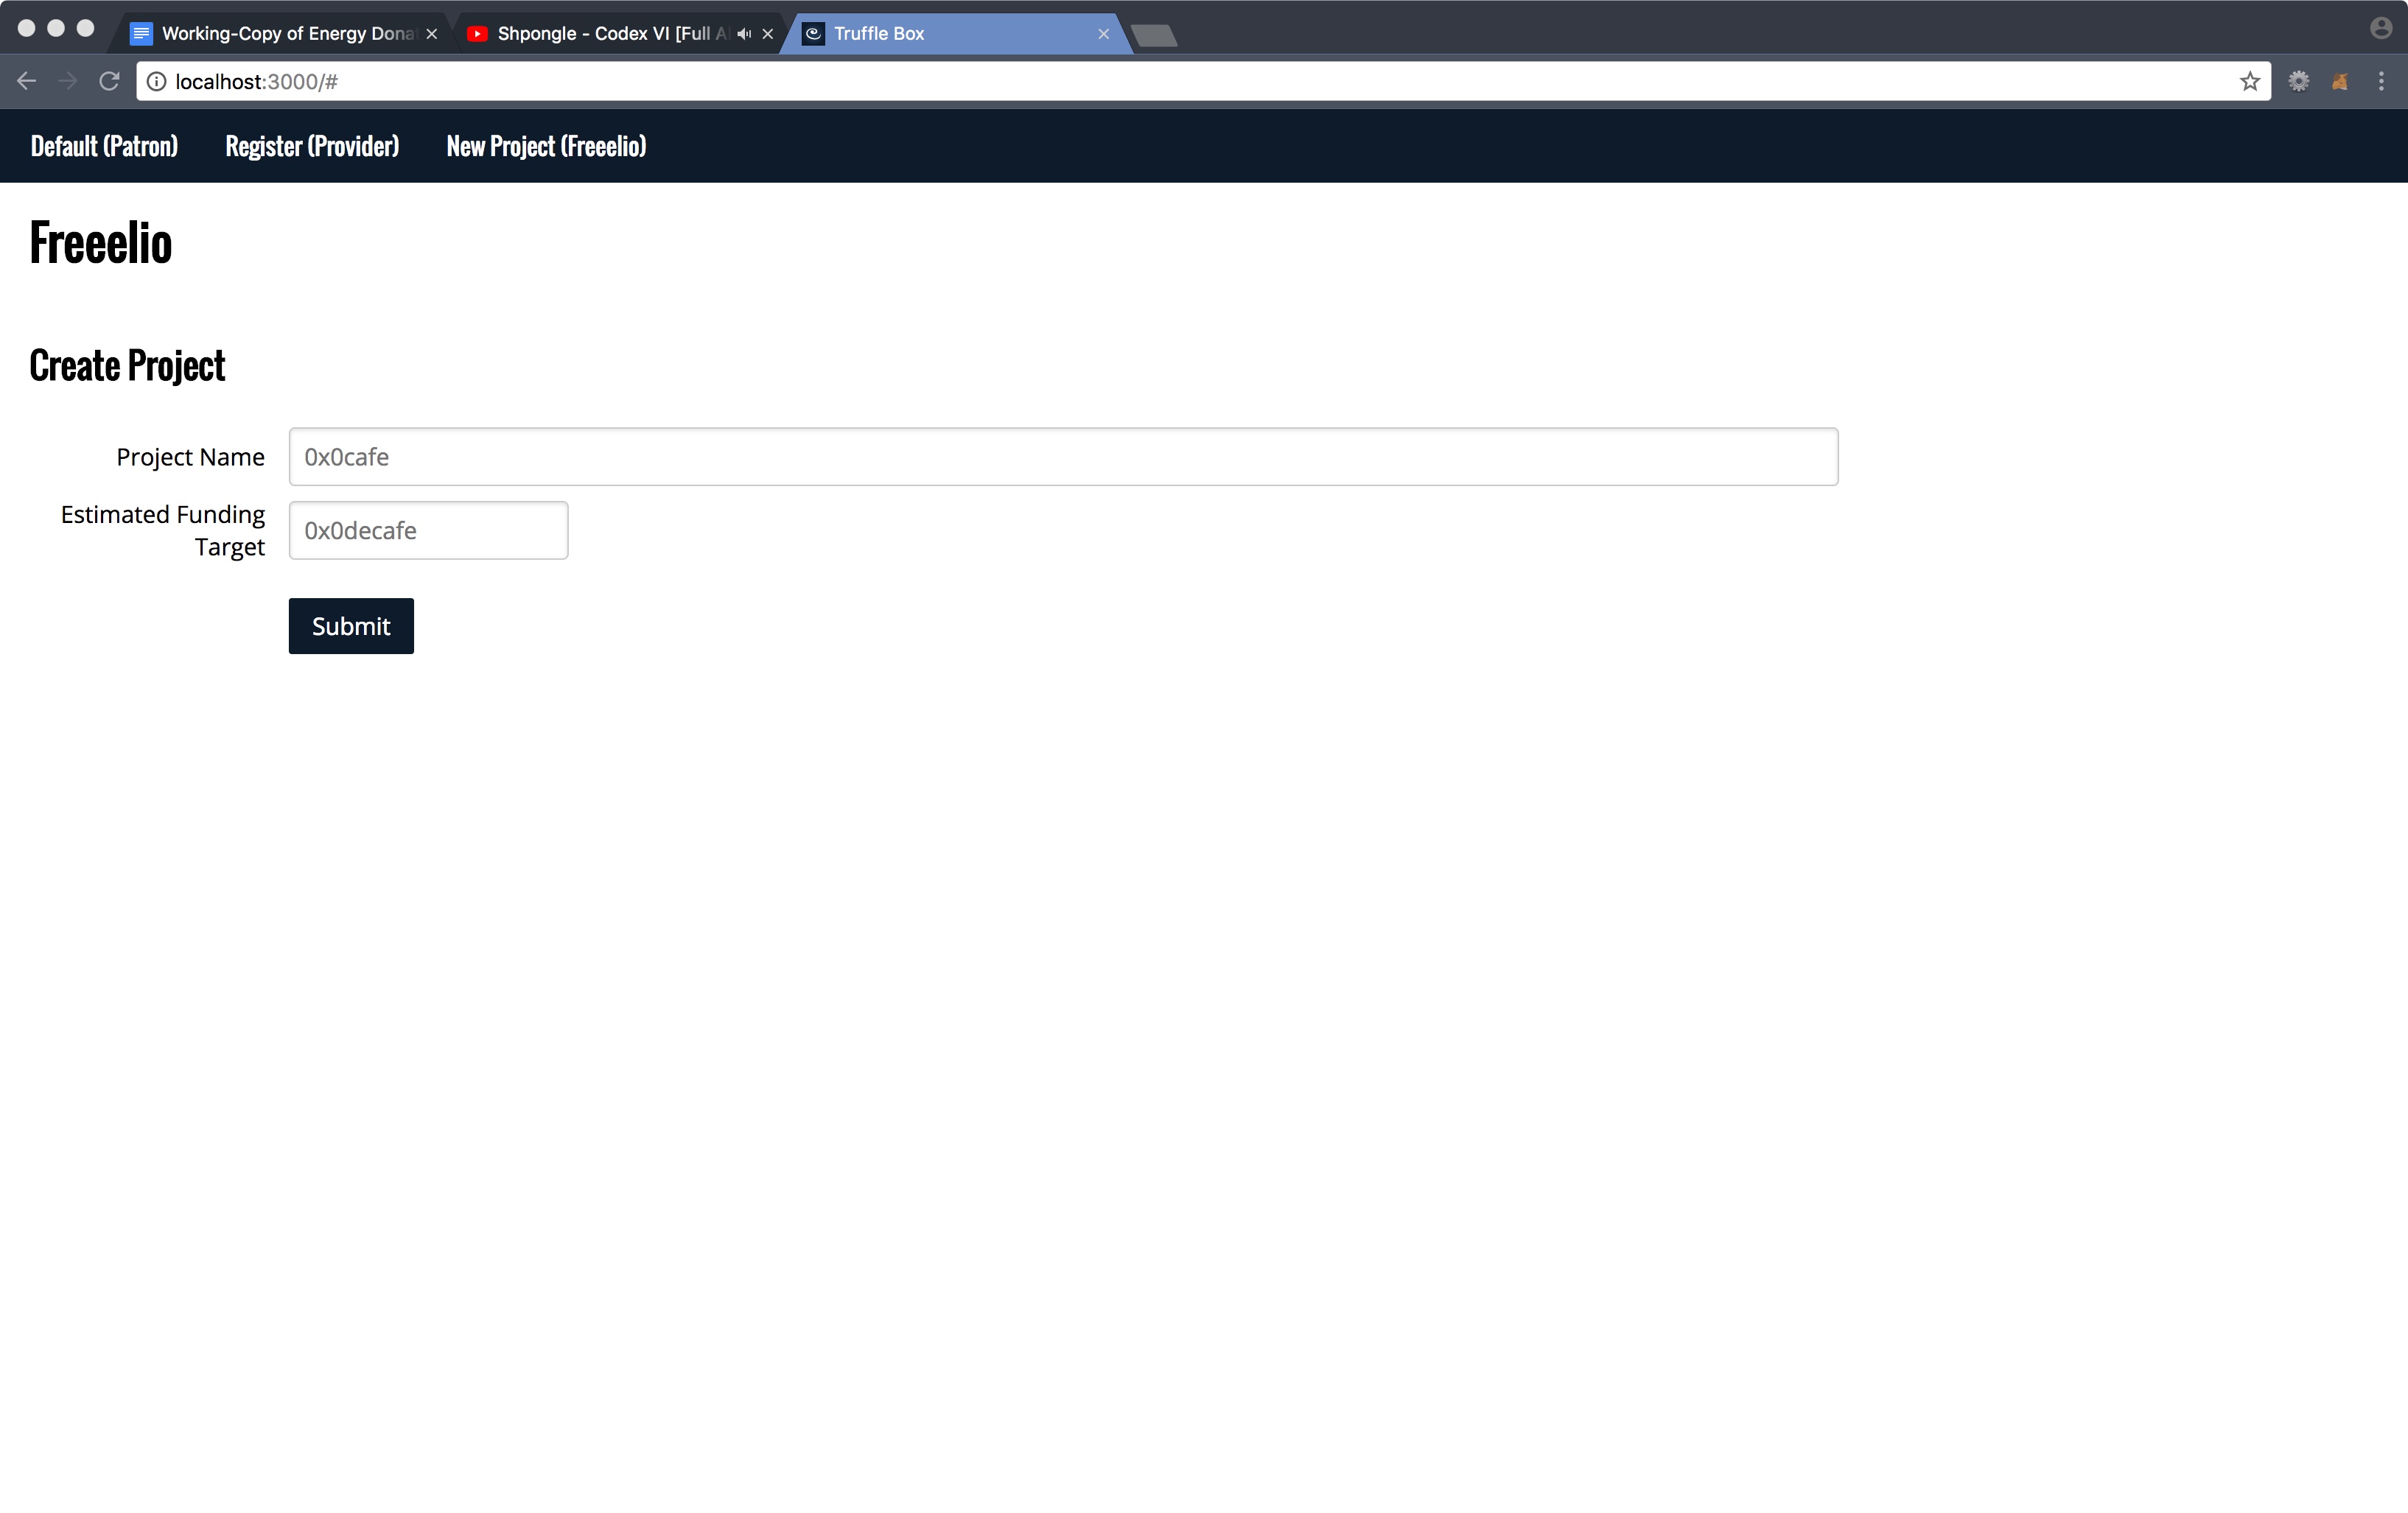 Working-Copy of Energy Dona
Shpongle - Codex VI [Full A
Truffle Box
localhost:3000/#
Default (Patron) Register (Provider) New Project (Freeelio)
Freeelio
Create Project
Project Name 0x0cafe
Estimated Funding
Target
0x0decafe
Submit